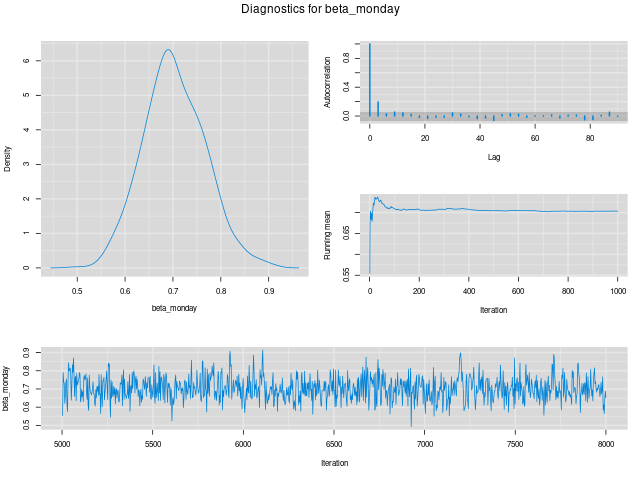 Diagnostics for beta_monday
Density
0 1 2 3 4 5 6
0.5 0.6 0.7 0.8 0.9
beta_monday
Autocorrelation
0.0 0.4 0.8
0 20 40 60 80
Lag
Running mean
0.55 0.65
0 200 400 600 800 1000
Iteration
beta_monday
0.5 0.6 0.7 0.8 0.9
5000 5500 6000 6500 7000 7500 8000
Iteration